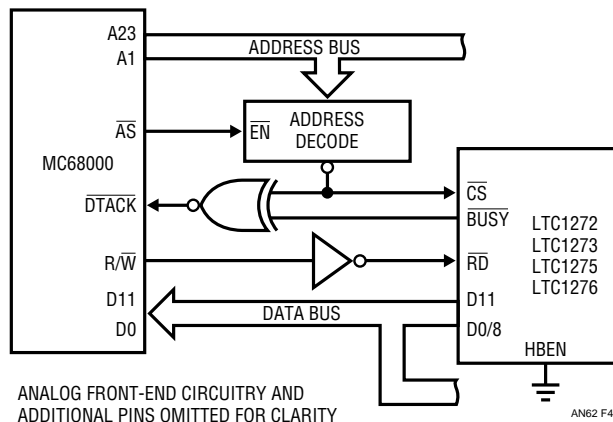 A23
A1
ADDRESS BUS
AS
EN
ADDRESS
DECODE
MC68000
DTACK
CS
BUSY
LTC1272
LTC1273
LTC1275
LTC1276
R/W
RD
D11
D0
DATA BUS
D11
D0/8
HBEN
ANALOG FRONT-END CIRCUITRY AND
ADDITIONAL PINS OMITTED FOR CLARITY
AN62 F4